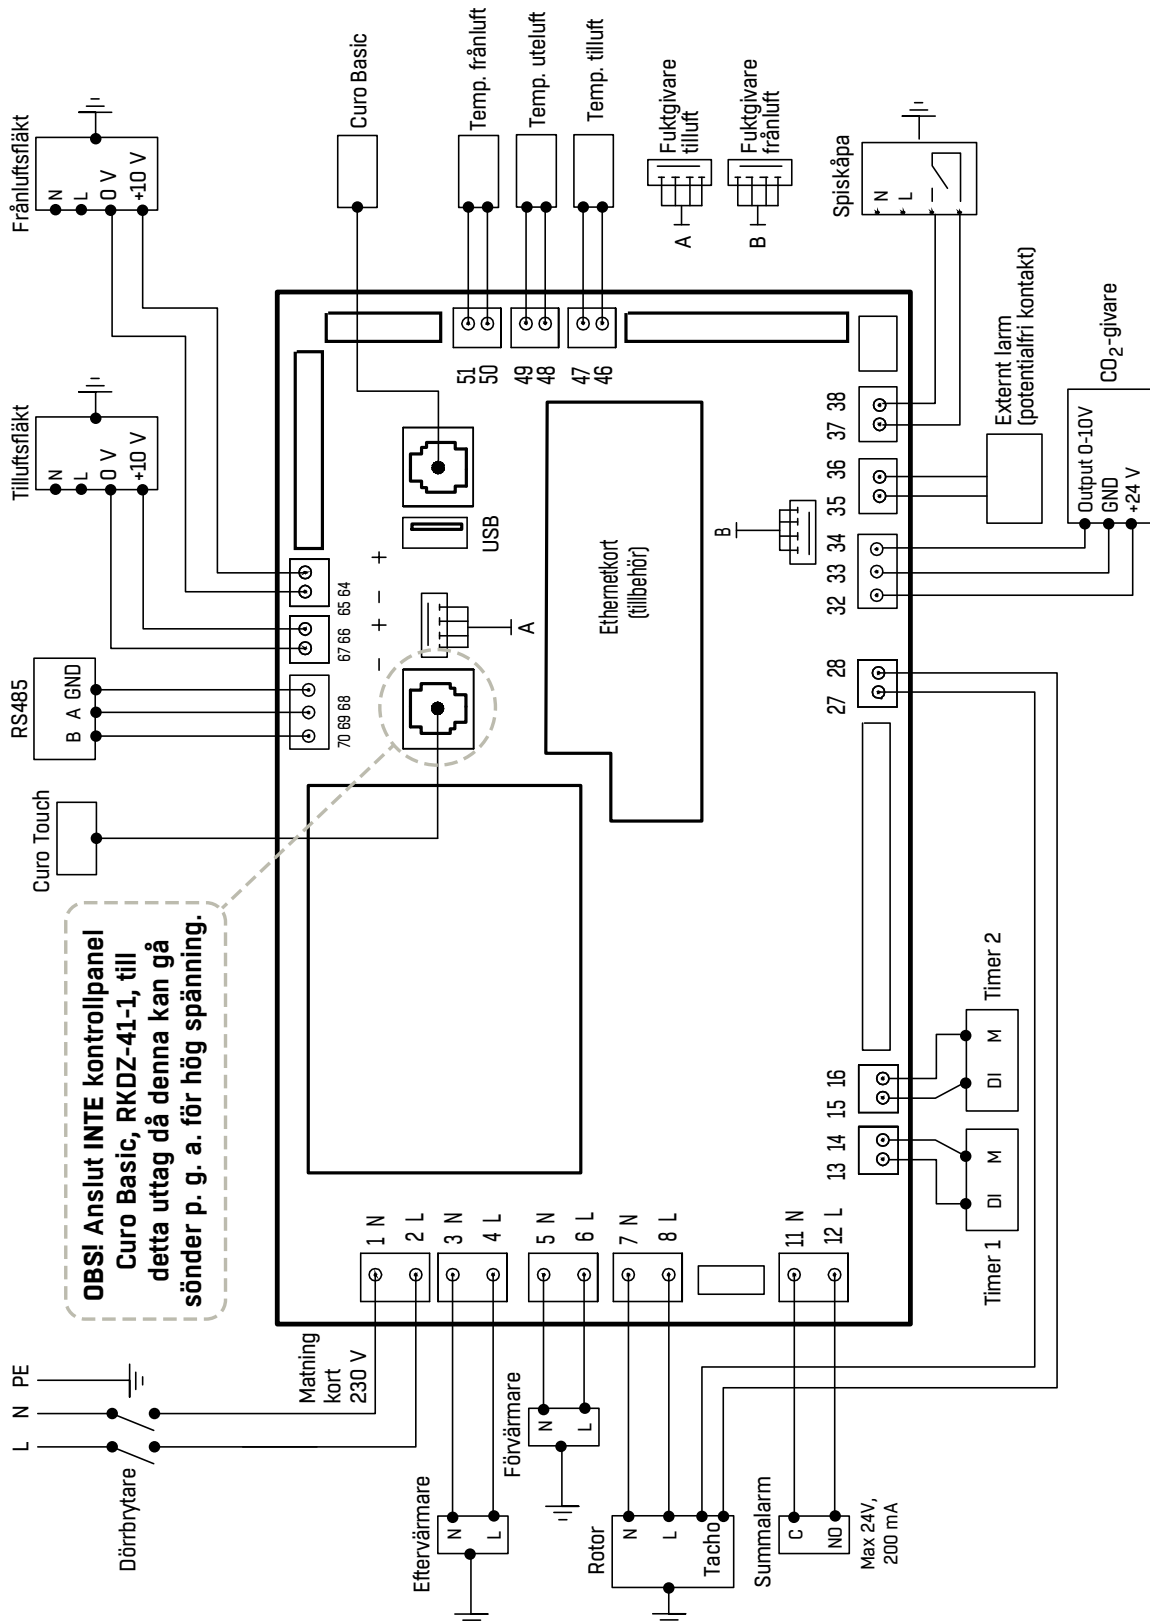 Frånluftsfläkt
N
L
0 V
+10 V
Tilluftsfläkt
N
L
0 V
+10 V
RS485
B A GND
Curo Touch
OBS! Anslut INTE kontrollpanel
Curo Basic, RKDZ-41-1, till
detta uttag då denna kan gå
sönder p. g. a. för hög spänning.
L N PE
Dörrbrytare
Matning
kort
230 V
Curo Basic
Temp. frånluft
Temp. uteluft
Temp. tilluft
Fuktgivare
tilluft
A
Fuktgivare
frånluft
B
Spiskåpa
N
L
51
50
49
48
47
46
65 64
67 66
70 69 68
- + - +
USB
A
Ethernetkort
(tillbehör)
B
38
37
36
35
34
33
32
28
27
16
15
14
13
Externt larm
(potentialfri kontakt)
CO2-givare
Output 0-10V
GND
+24 V
Timer 2
DI M
Timer 1
DI M
1 N
2 L
3 N
4 L
5 N
6 L
7 N
8 L
11 N
12 L
Eftervärmare
N
L
Förvärmare
N
L
Rotor
N
L
Tacho
Summalarm
C
NO
Max 24V,
200 mA